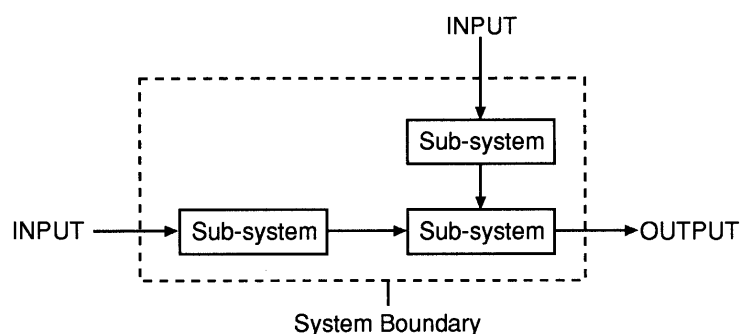 INPUT
Sub-system
INPUT
Sub-system
Sub-system
OUTPUT
System Boundary